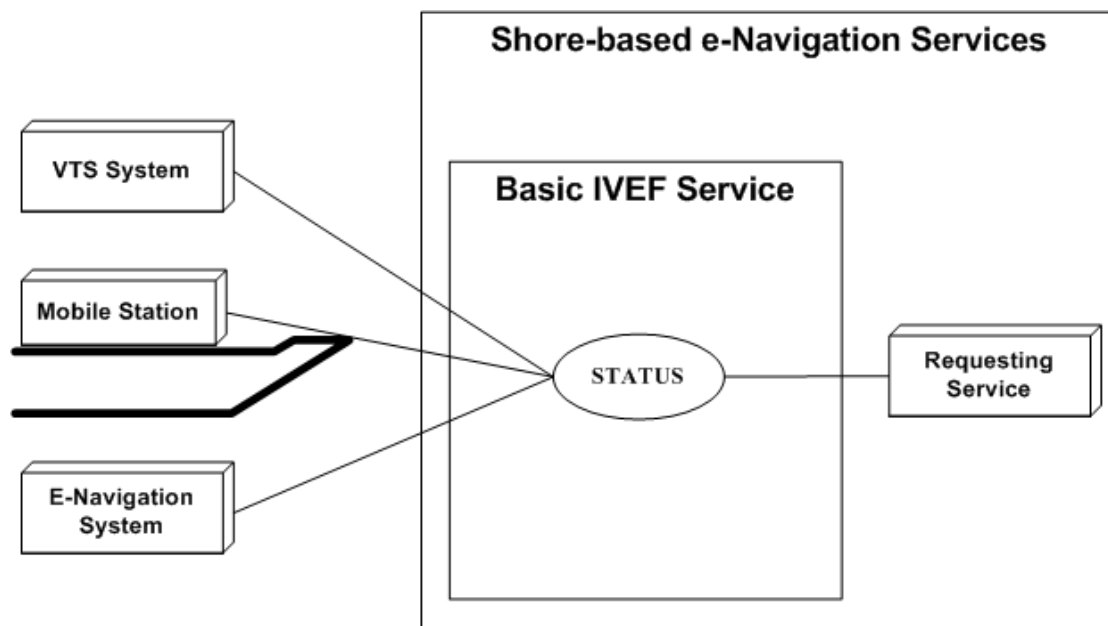 Shore-based e-Navigation Services
VTS System
Basic IVEF Service
Mobile Station
STATUS
Requesting
Service
E-Navigation
System